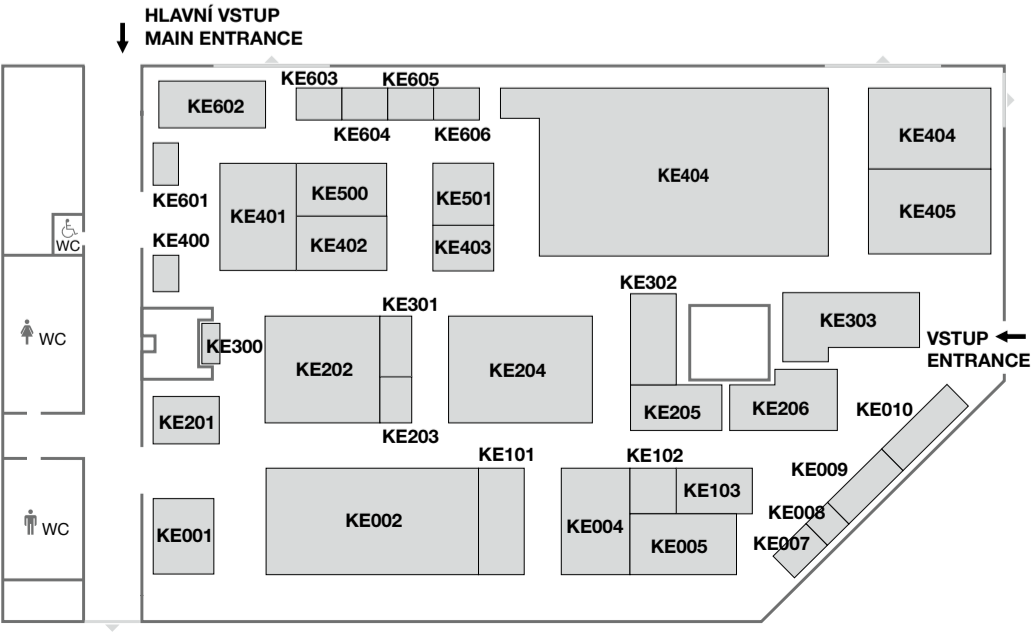 HLAVNÍ VSTUP
MAIN ENTRANCE
KE603
KE605
KE602
KE604
KE606
KE404
KE404
KE601
KE500
KE501
KE401
KE405
KE400
KE402
KE403
WC
KE302
KE301
KE303
WC
KE300
KE202
KE204
VSTUP
ENTRANCE
KE201
KE205
KE206
KE010
KE203
KE101
KE102
KE009
KE103
KE002
KE008
WC
KE001
KE004
KE005
KE007